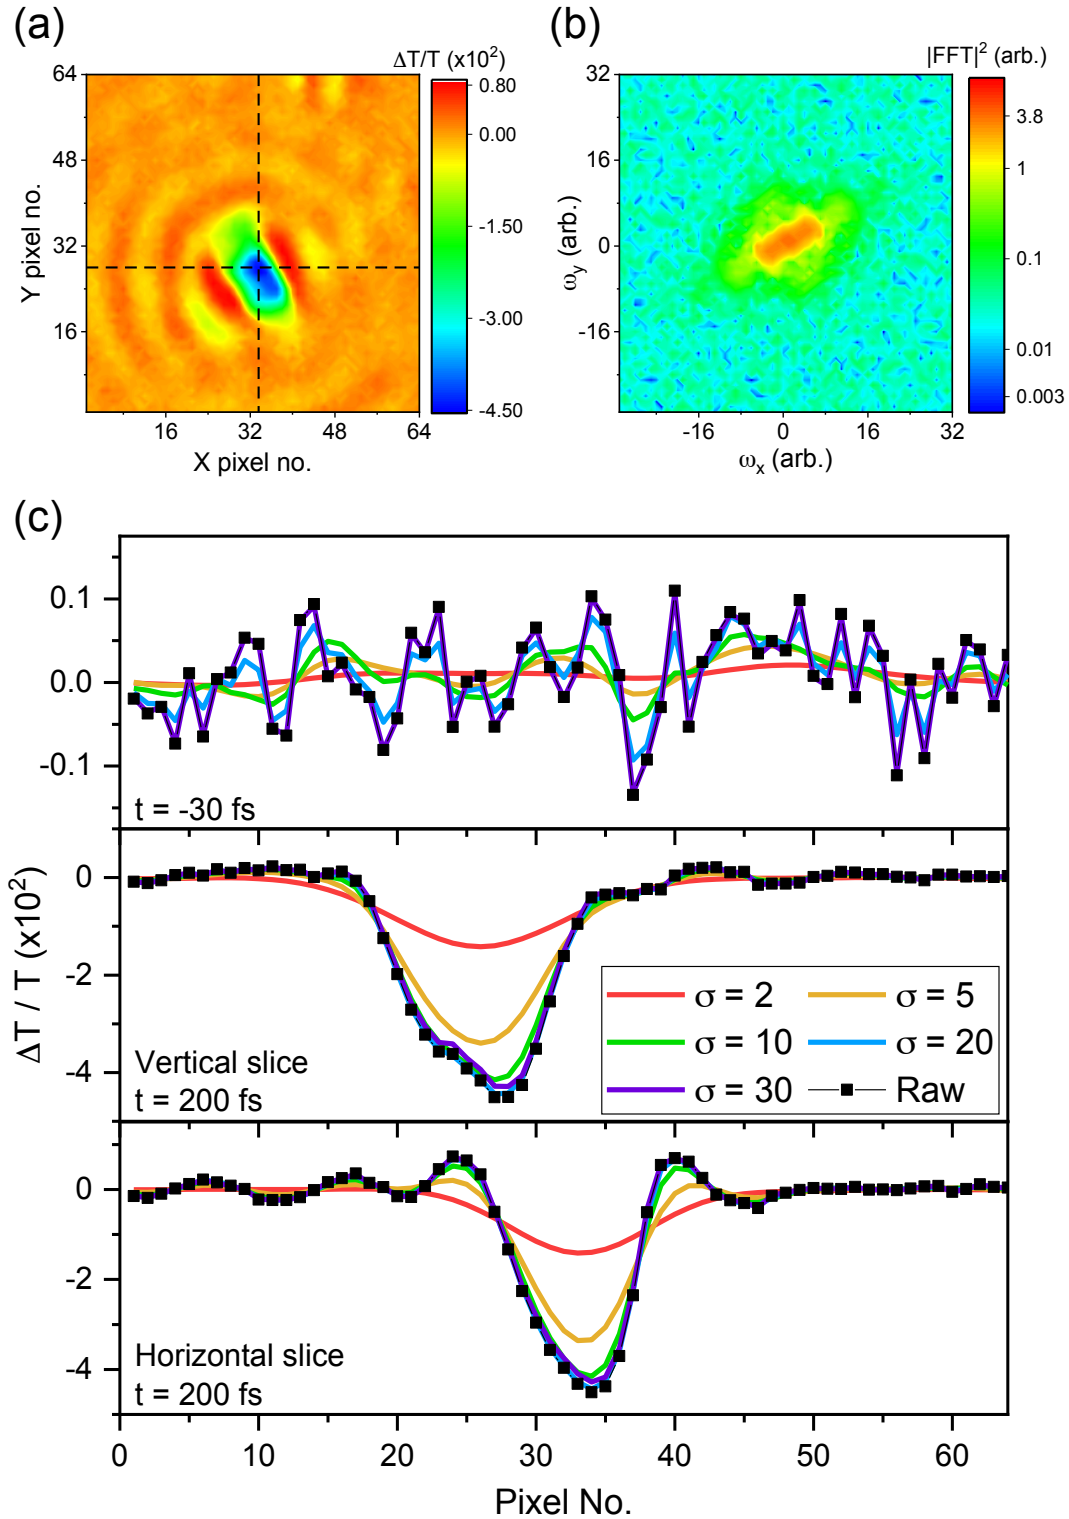 (a)
(b)
ΔT/T (x10²)
|FFT|² (arb.)
64
48
32
16
Y pixel no.
16
32
48
64
X pixel no.
0.80
0.00
-1.50
-3.00
-4.50
32
16
0
-16
ω_y (arb.)
-16
0
16
32
ω_x (arb.)
3.8
1
0.1
0.01
0.003
(c)
0.1
0.0
-0.1
t = -30 fs
0
-2
-4
Vertical slice
t = 200 fs
σ = 2
σ = 5
σ = 10
σ = 20
σ = 30
Raw
0
-2
-4
Horizontal slice
t = 200 fs
ΔT / T (x10²)
0
10
20
30
40
50
60
Pixel No.